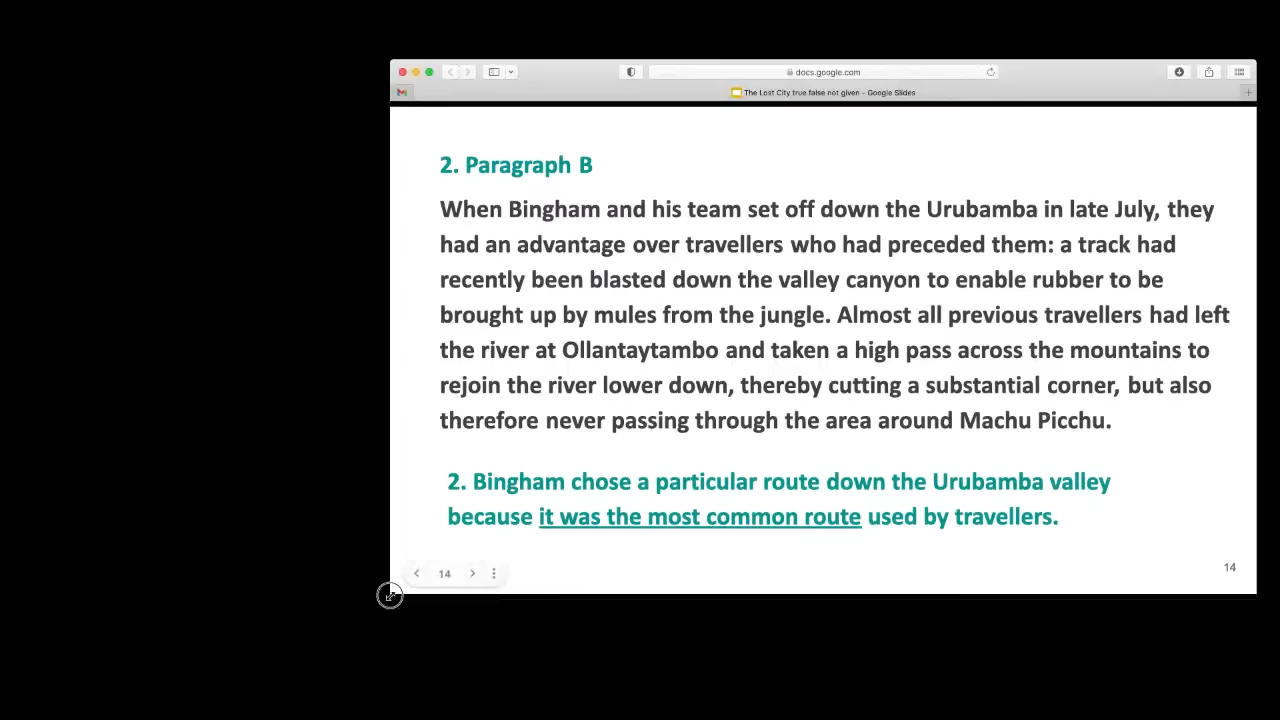 docs.google.com
The Lost City true false not given - Google Slides
2. Paragraph B
When Bingham and his team set off down the Urubamba in late July, they
had an advantage over travellers who had preceded them: a track had
recently been blasted down the valley canyon to enable rubber to be
brought up by mules from the jungle. Almost all previous travellers had left
the river at Ollantaytambo and taken a high pass across the mountains to
rejoin the river lower down, thereby cutting a substantial corner, but also
therefore never passing through the area around Machu Picchu.
2. Bingham chose a particular route down the Urubamba valley
because it was the most common route used by travellers.
14
14